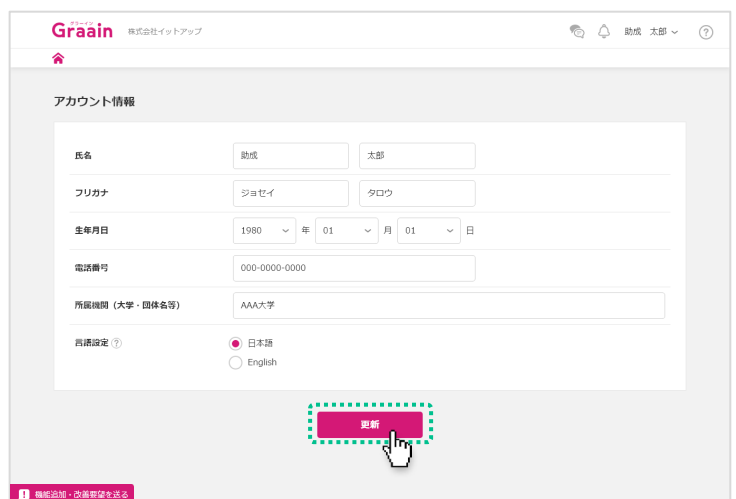 グラーイン
Graain 株式会社イットアップ 助成 太郎
アカウント情報
氏名 助成 太郎
フリガナ ジョセイ タロウ
生年月日 1980 年 01 月 01 日
電話番号 000-0000-0000
所属機関（大学・団体名等） AAA大学
言語設定 ? 日本語
English
更新
! 機能追加・改善要望を送る